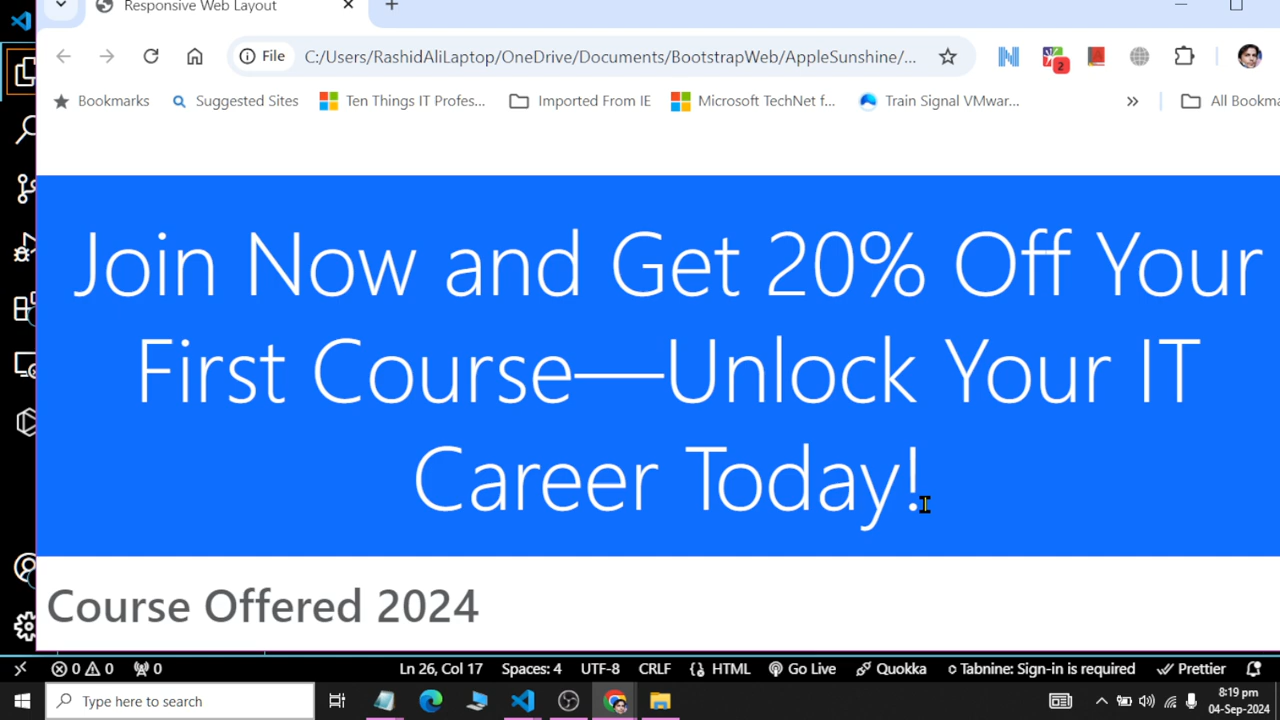 Responsive Web Layout
File
C:/Users/RashidAliLaptop/OneDrive/Documents/BootstrapWeb/AppleSunshine/...
2
Bookmarks
Suggested Sites
Ten Things IT Profes...
Imported From IE
Microsoft TechNet f...
Train Signal VMwar...
All Bookma
Join Now and Get 20% Off Your
First Course—Unlock Your IT
Career Today!
Course Offered 2024
0 0 0
Ln 26, Col 17
Spaces: 4
UTF-8
CRLF
HTML
Go Live
Quokka
Tabnine: Sign-in is required
Prettier
Type here to search
8:19 pm
04-Sep-2024